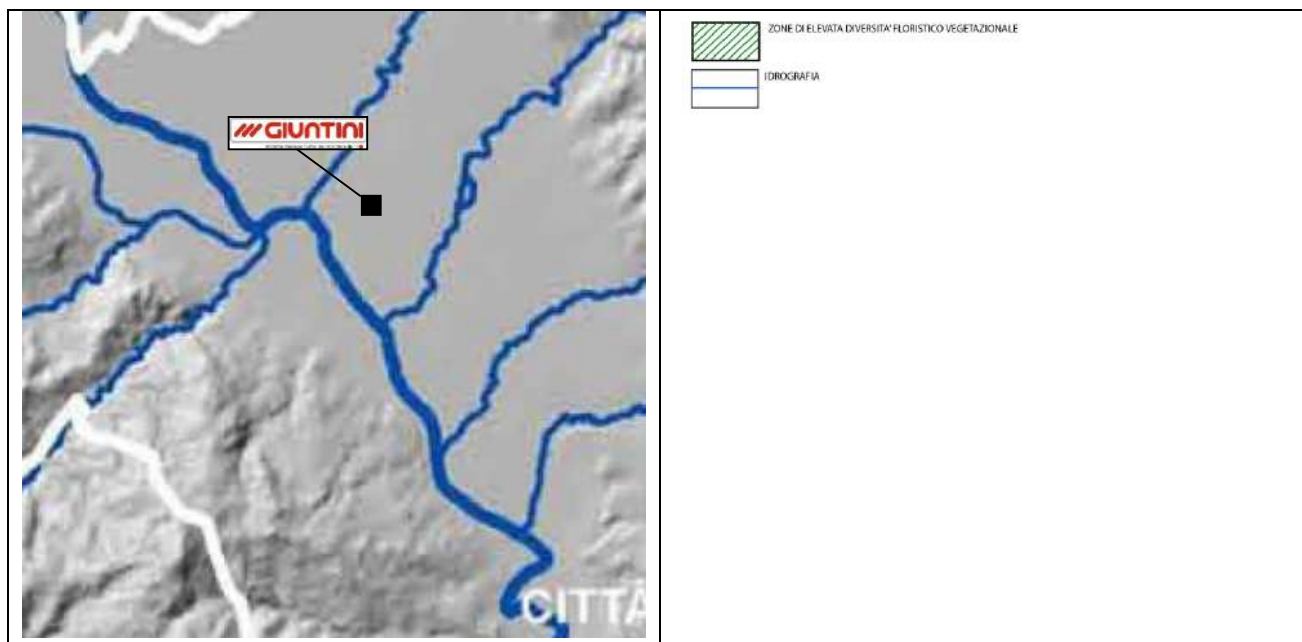 GIUNTINI
CITTÀ
ZONE DI ELEVATA DIVERSITA' FLORISTICO VEGETAZIONALE
IDROGRAFIA